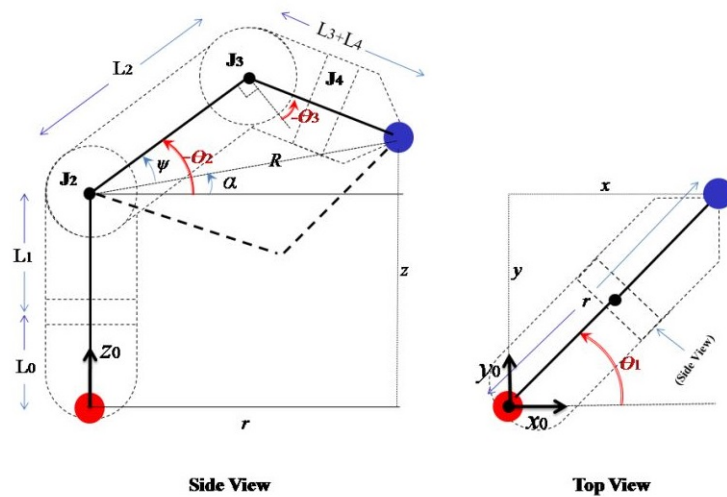 L3+L4
L2
J3
J4
-Θ3
-Θ2
ψ
R
J2
α
x
L1
z
y
r
(Side View)
Z0
L0
Θ1
y0
r
x0
Side View
Top View